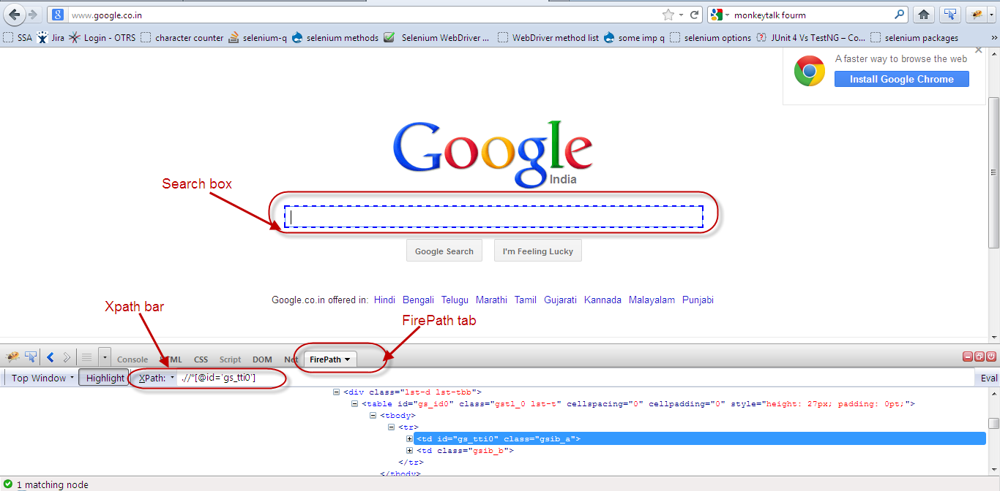 www.google.co.in
monkeytalk fourm
SSA Jira Login - OTRS character counter selenium-q selenium methods Selenium WebDriver ... WebDriver method list some imp q selenium options JUnit 4 Vs TestNG – Co... selenium packages »
A faster way to browse the web
Install Google Chrome
Google
India
Search box
Google Search I'm Feeling Lucky
Google.co.in offered in: Hindi Bengali Telugu Marathi Tamil Gujarati Kannada Malayalam Punjabi
Xpath bar
FirePath tab
Console HTML CSS Script DOM Net FirePath
Top Window Highlight XPath: .//*[@id='gs_tti0'] Eval
<div class="lst-d lst-tbb">
<table id="gs_id0" class="gstl_0 lst-t" cellspacing="0" cellpadding="0" style="height: 27px; padding: 0pt;">
<tbody>
<tr>
<td id="gs_tti0" class="gsib_a">
<td class="gsib_b">
</tr>
</tbody>
1 matching node